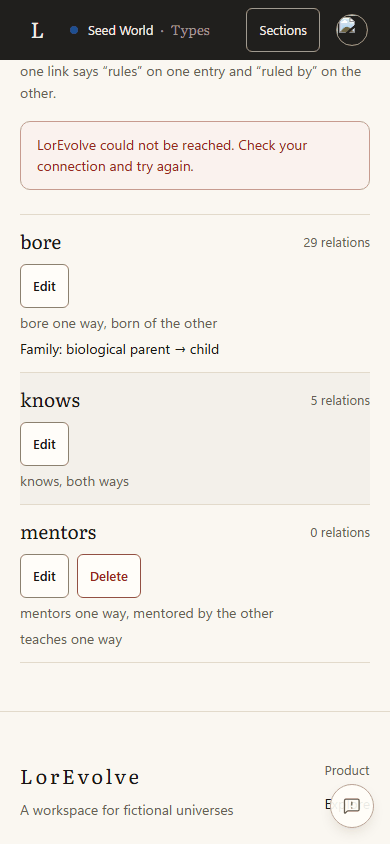 L
Seed World · Types
Sections
one link says “rules” on one entry and “ruled by” on the
other.
LorEvolve could not be reached. Check your
connection and try again.
bore
29 relations
Edit
bore one way, born of the other
Family: biological parent → child
knows
5 relations
Edit
knows, both ways
mentors
0 relations
Edit
Delete
mentors one way, mentored by the other
teaches one way
LorEvolve
Product
A workspace for fictional universes